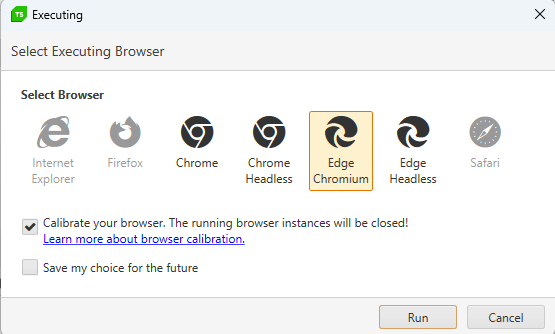 TS Executing
Select Executing Browser
Select Browser
Internet Explorer
Firefox
Chrome
Chrome Headless
Edge Chromium
Edge Headless
Safari
Calibrate your browser. The running browser instances will be closed!
Learn more about browser calibration.
Save my choice for the future
Run
Cancel